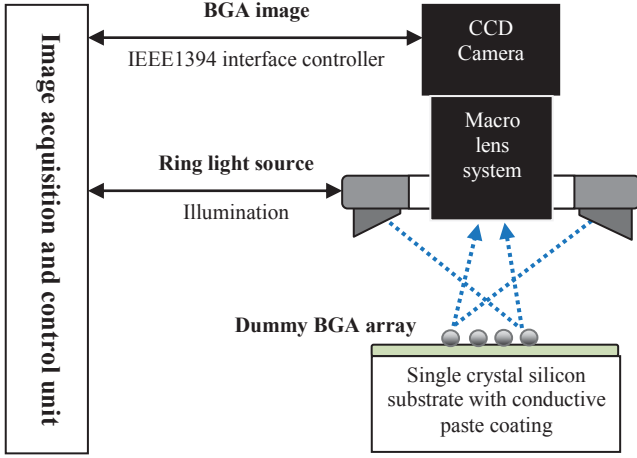 Image acquisition and control unit
BGA image
IEEE1394 interface controller
CCD
Camera
Macro
lens
system
Ring light source
Illumination
Dummy BGA array
Single crystal silicon
substrate with conductive
paste coating